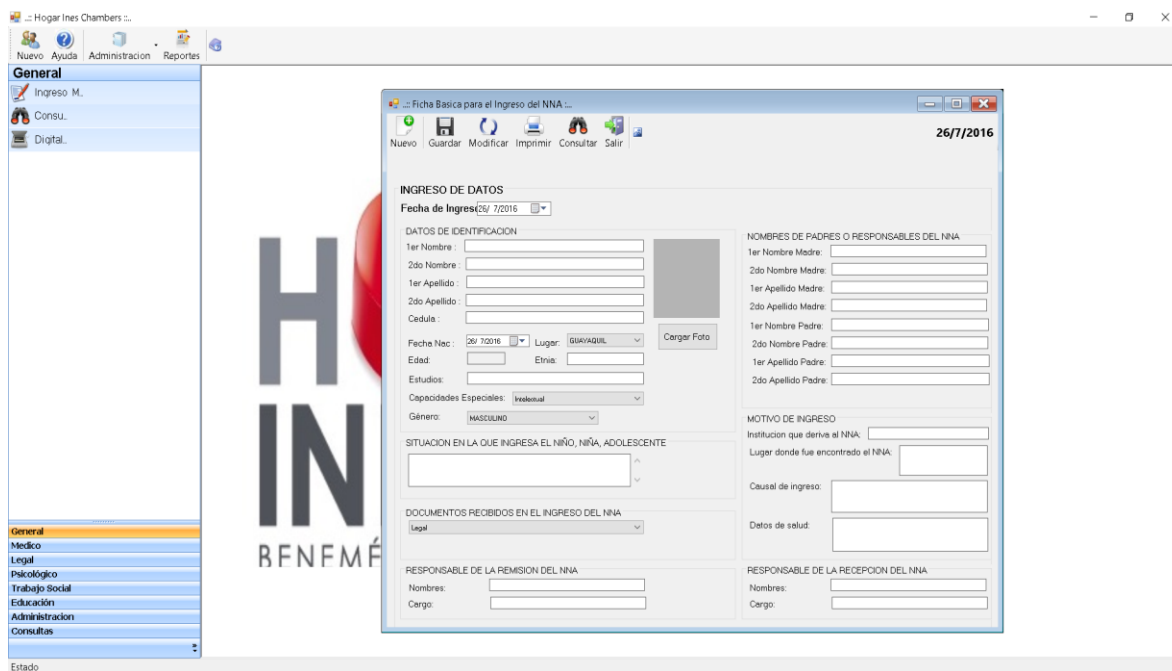 ..:: Hogar Ines Chambers ::..
Nuevo Ayuda Administracion Reportes
General
Ingreso M..
Consu..
Digital..
General
Medico
Legal
Psicológico
Trabajo Social
Educación
Administracion
Consultas
Estado
H
IN
BENEMÉ
..:: Ficha Basica para el Ingreso del NNA ::..
Nuevo Guardar Modificar Imprimir Consultar Salir
26/7/2016
INGRESO DE DATOS
Fecha de Ingres 26/ 7/2016
DATOS DE IDENTIFICACION
1er Nombre :
2do Nombre :
1er Apellido :
2do Apellido :
Cedula :
Cargar Foto
Fecha Nac : 26/ 7/2016 Lugar: GUAYAQUIL
Edad: Etnia:
Estudios:
Capacidades Especiales: Intelectual
Género: MASCULINO
SITUACION EN LA QUE INGRESA EL NIÑO, NIÑA, ADOLESCENTE
DOCUMENTOS RECIBIDOS EN EL INGRESO DEL NNA
Legal
RESPONSABLE DE LA REMISION DEL NNA
Nombres:
Cargo:
NOMBRES DE PADRES O RESPONSABLES DEL NNA
1er Nombre Madre:
2do Nombre Madre:
1er Apellido Madre:
2do Apellido Madre:
1er Nombre Padre:
2do Nombre Padre:
1er Apellido Padre:
2do Apellido Padre:
MOTIVO DE INGRESO
Institucion que deriva al NNA:
Lugar donde fue encontrado el NNA:
Causal de ingreso:
Datos de salud:
RESPONSABLE DE LA RECEPCION DEL NNA
Nombres:
Cargo: